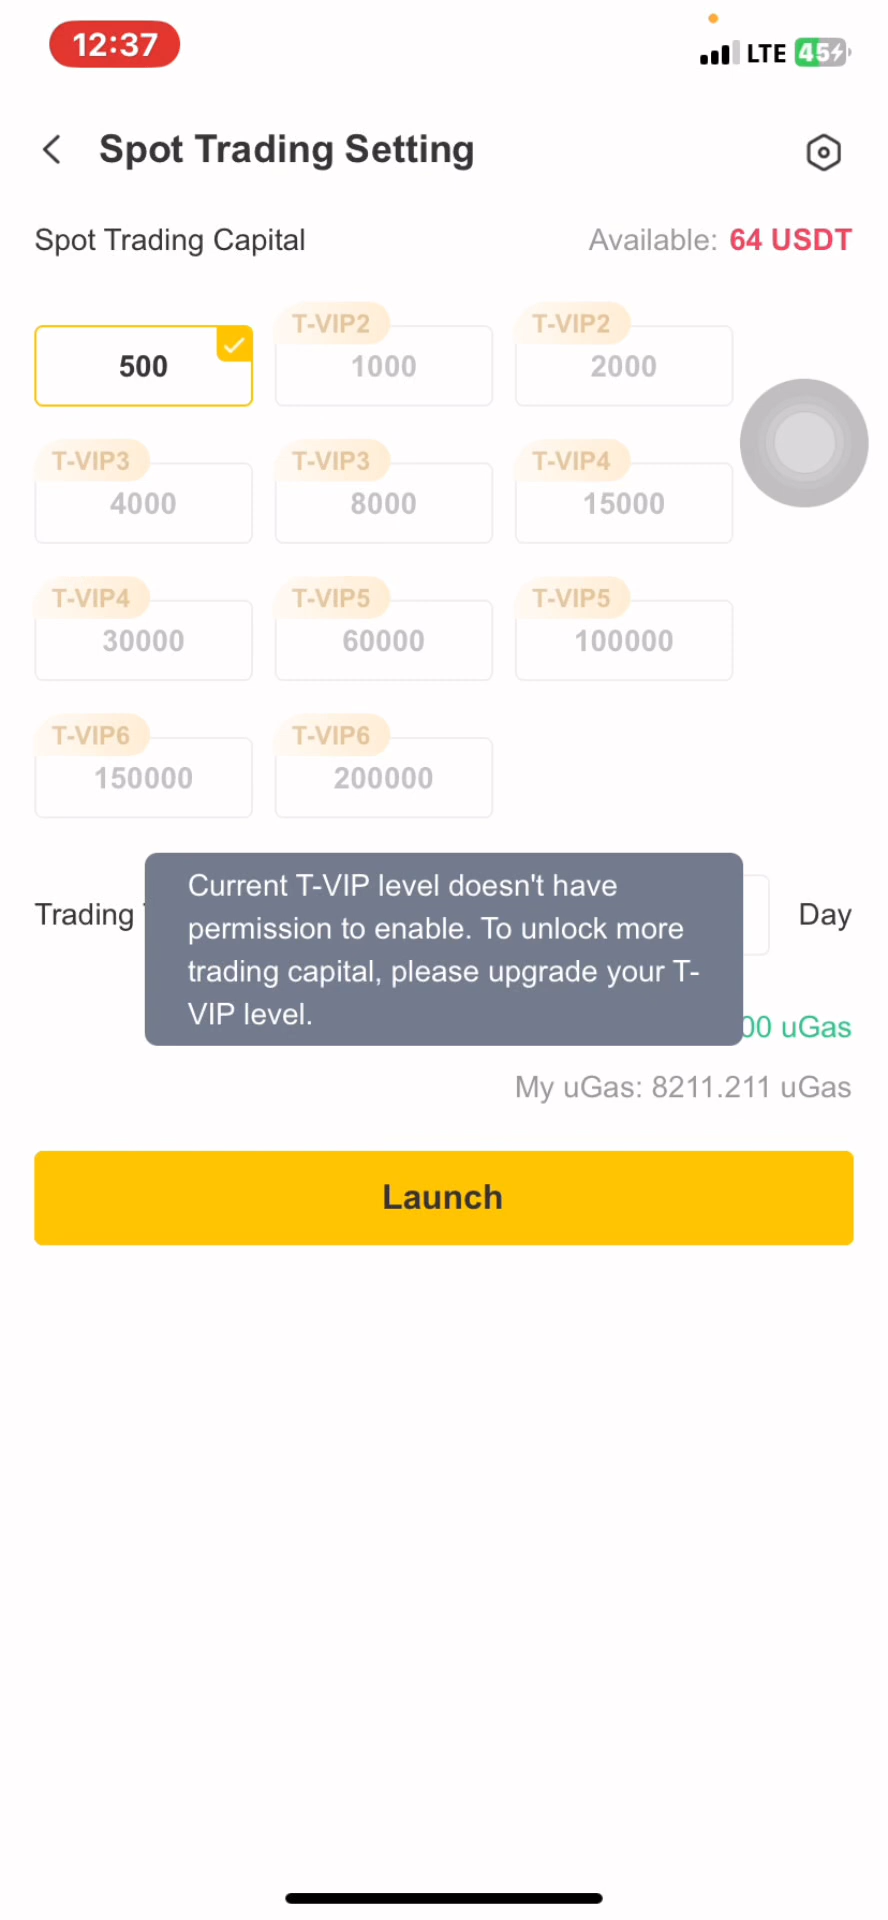 12:37
LTE 45
Spot Trading Setting
Spot Trading Capital Available: 64 USDT
T-VIP2 T-VIP2
500 1000 2000
T-VIP3 T-VIP3 T-VIP4
4000 8000 15000
T-VIP4 T-VIP5 T-VIP5
30000 60000 100000
T-VIP6 T-VIP6
150000 200000
Current T-VIP level doesn't have
permission to enable. To unlock more
trading capital, please upgrade your T-
VIP level.
Trading Day
00 uGas
My uGas: 8211.211 uGas
Launch